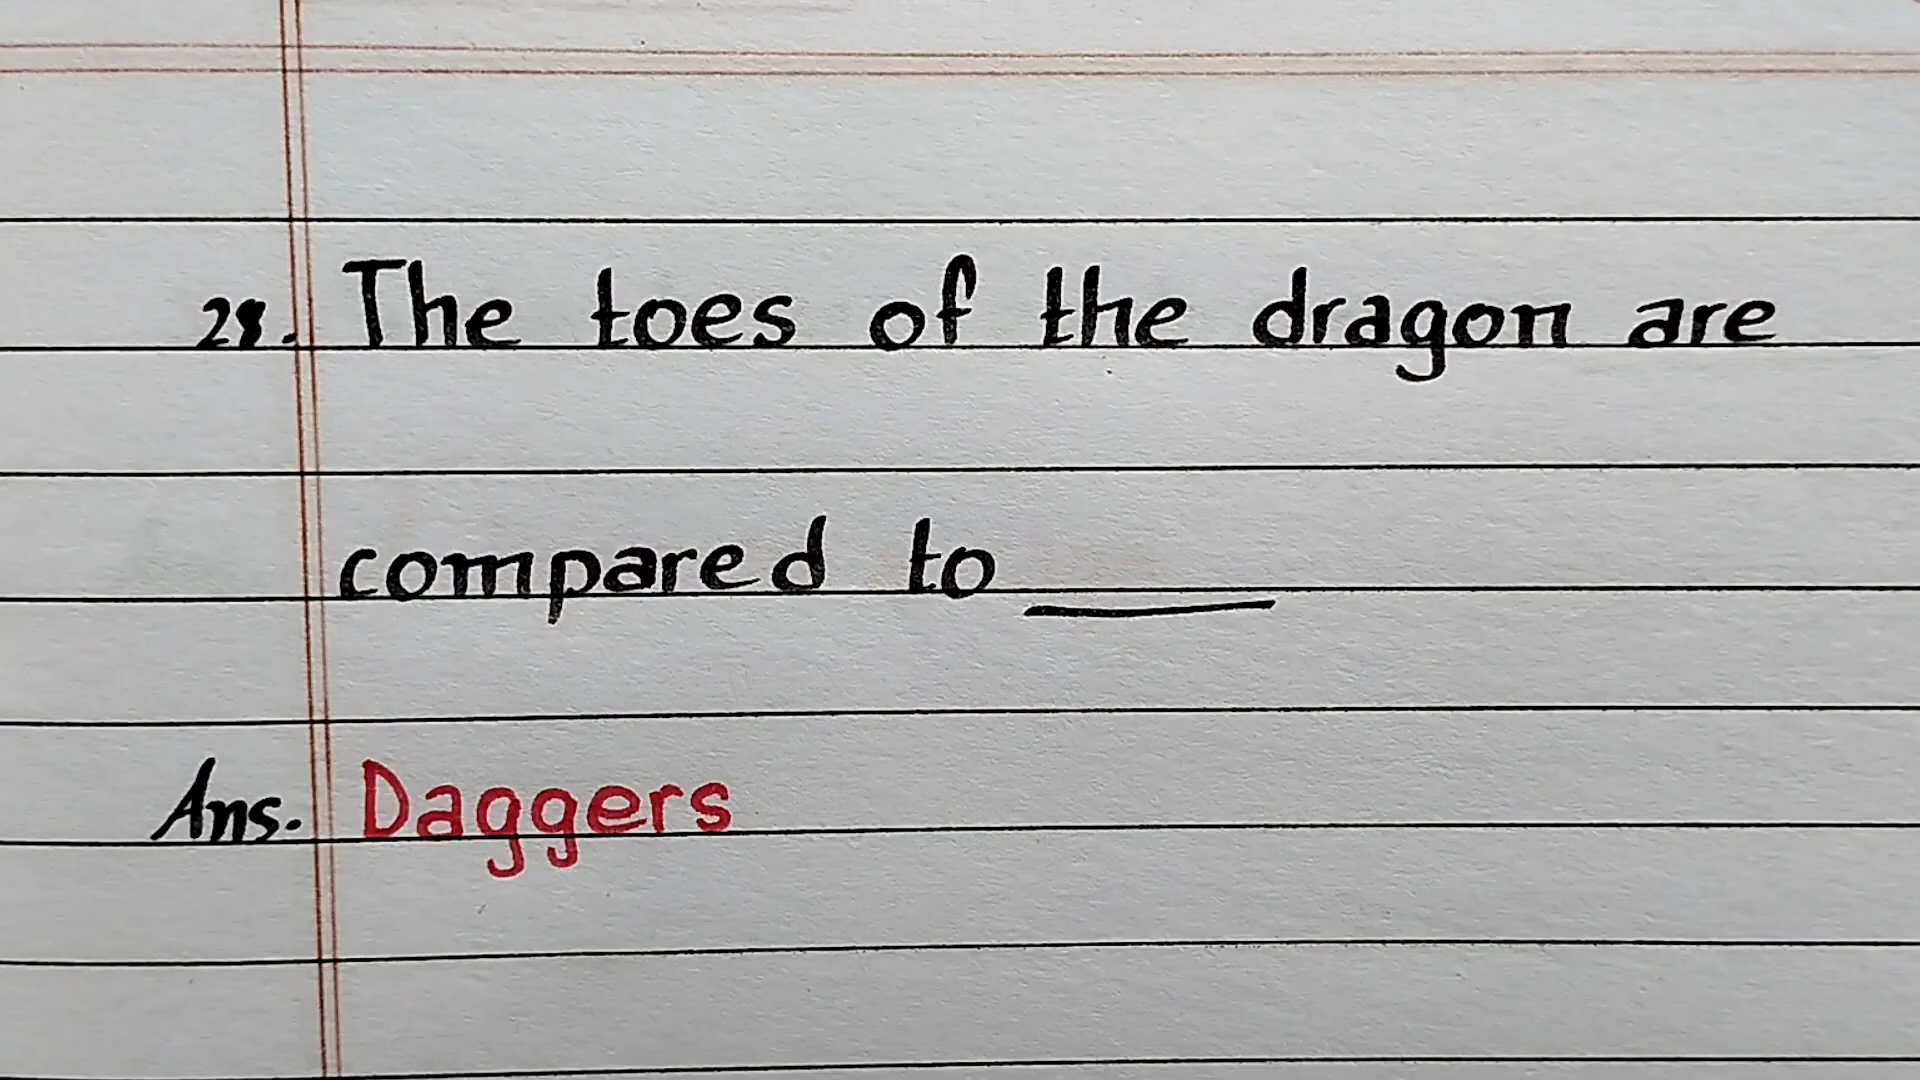 28. The toes of the dragon are
compared to ____
Ans. Daggers